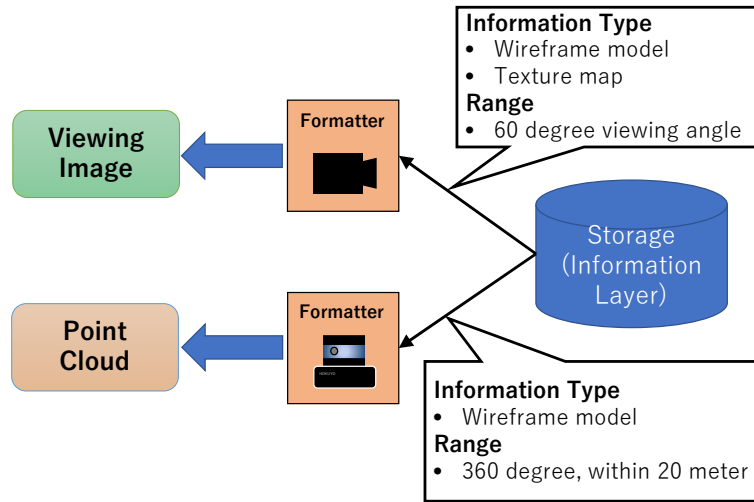 Information Type
• Wireframe model
• Texture map
Range
• 60 degree viewing angle
Viewing
Image
Formatter
Storage
(Information
Layer)
Point
Cloud
Formatter
HOKUYO
Information Type
• Wireframe model
Range
• 360 degree, within 20 meter